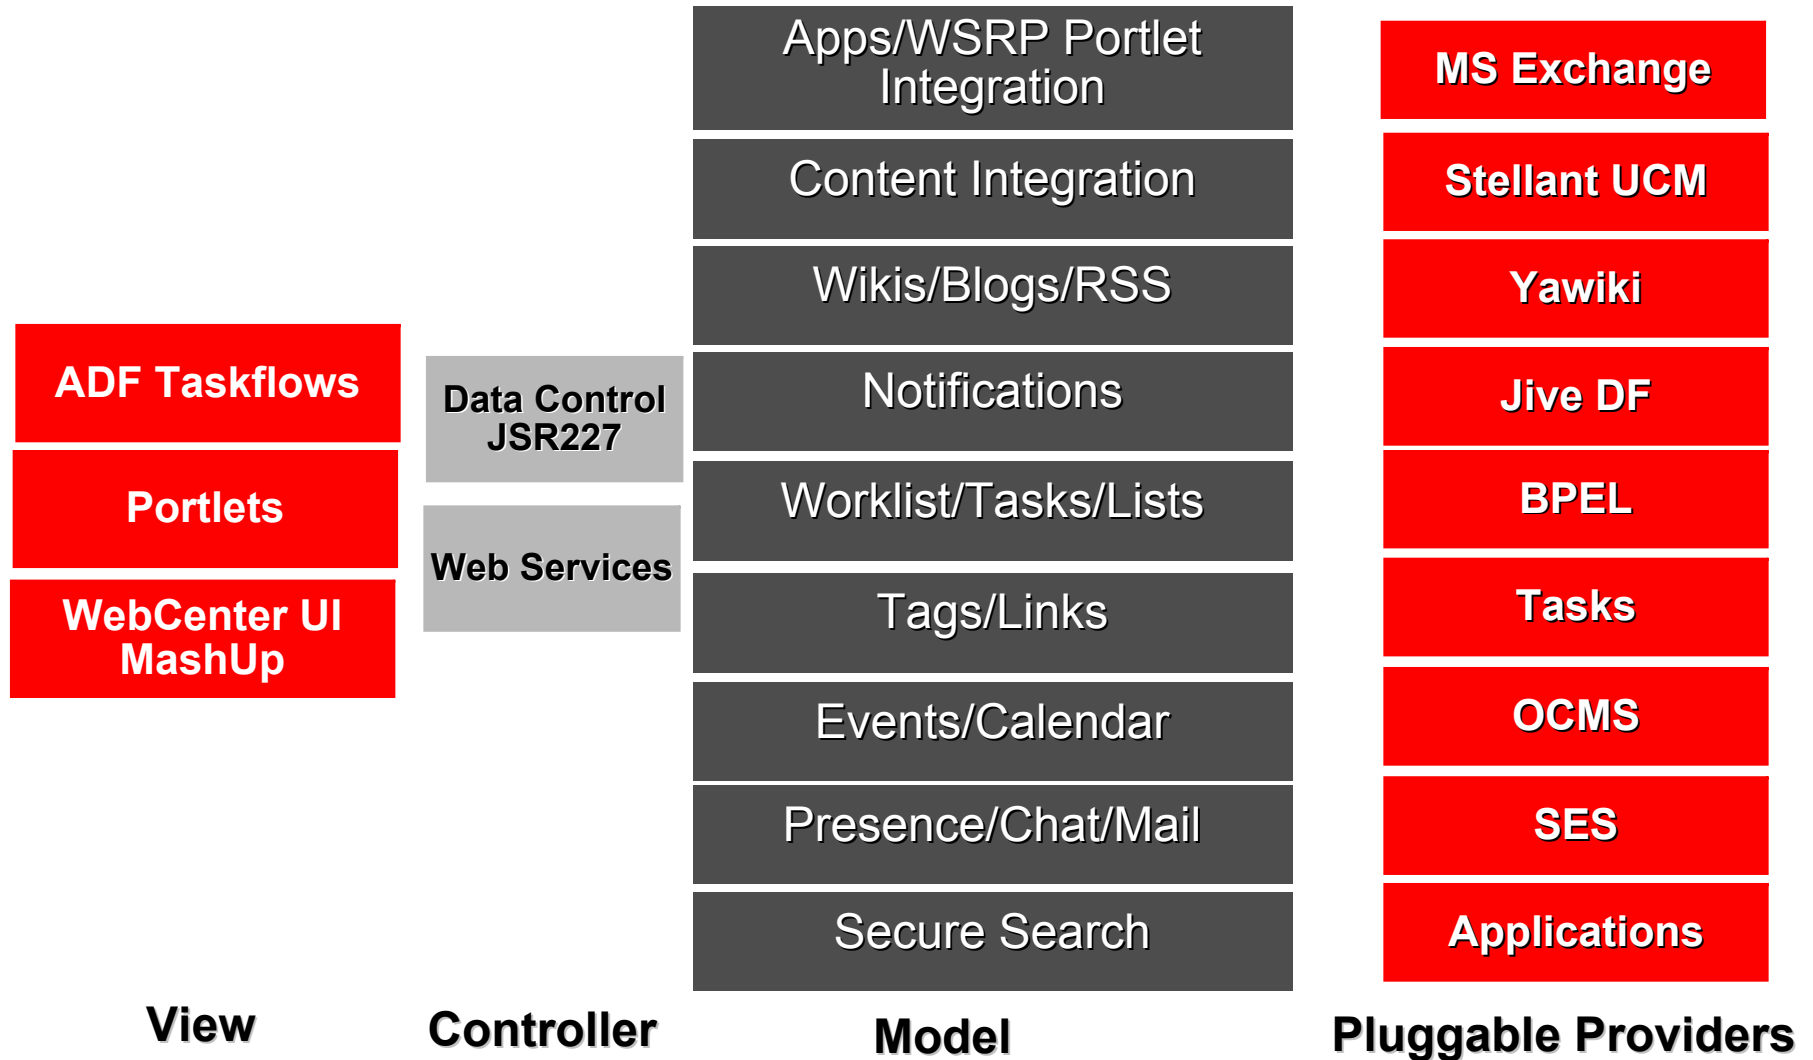 ADF Taskflows
Portlets
WebCenter UI
MashUp
View
Data Control
JSR227
Web Services
Controller
Apps/WSRP Portlet
Integration
Content Integration
Wikis/Blogs/RSS
Notifications
Worklist/Tasks/Lists
Tags/Links
Events/Calendar
Presence/Chat/Mail
Secure Search
Model
MS Exchange
Stellant UCM
Yawiki
Jive DF
BPEL
Tasks
OCMS
SES
Applications
Pluggable Providers